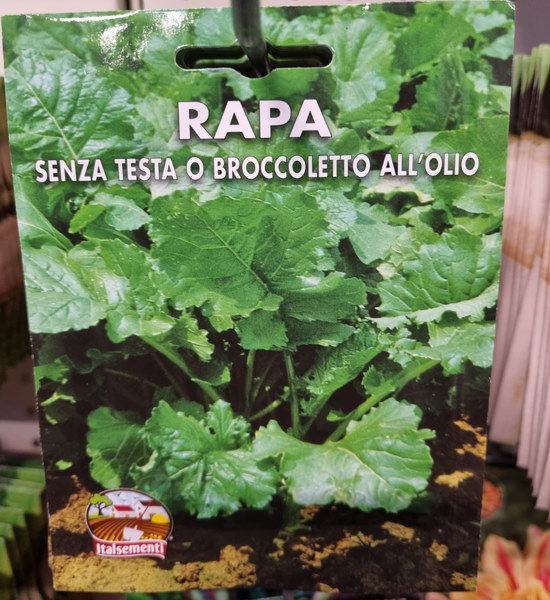 RAPA
SENZA TESTA O BROCCOLETTO ALL'OLIO
Italsementi